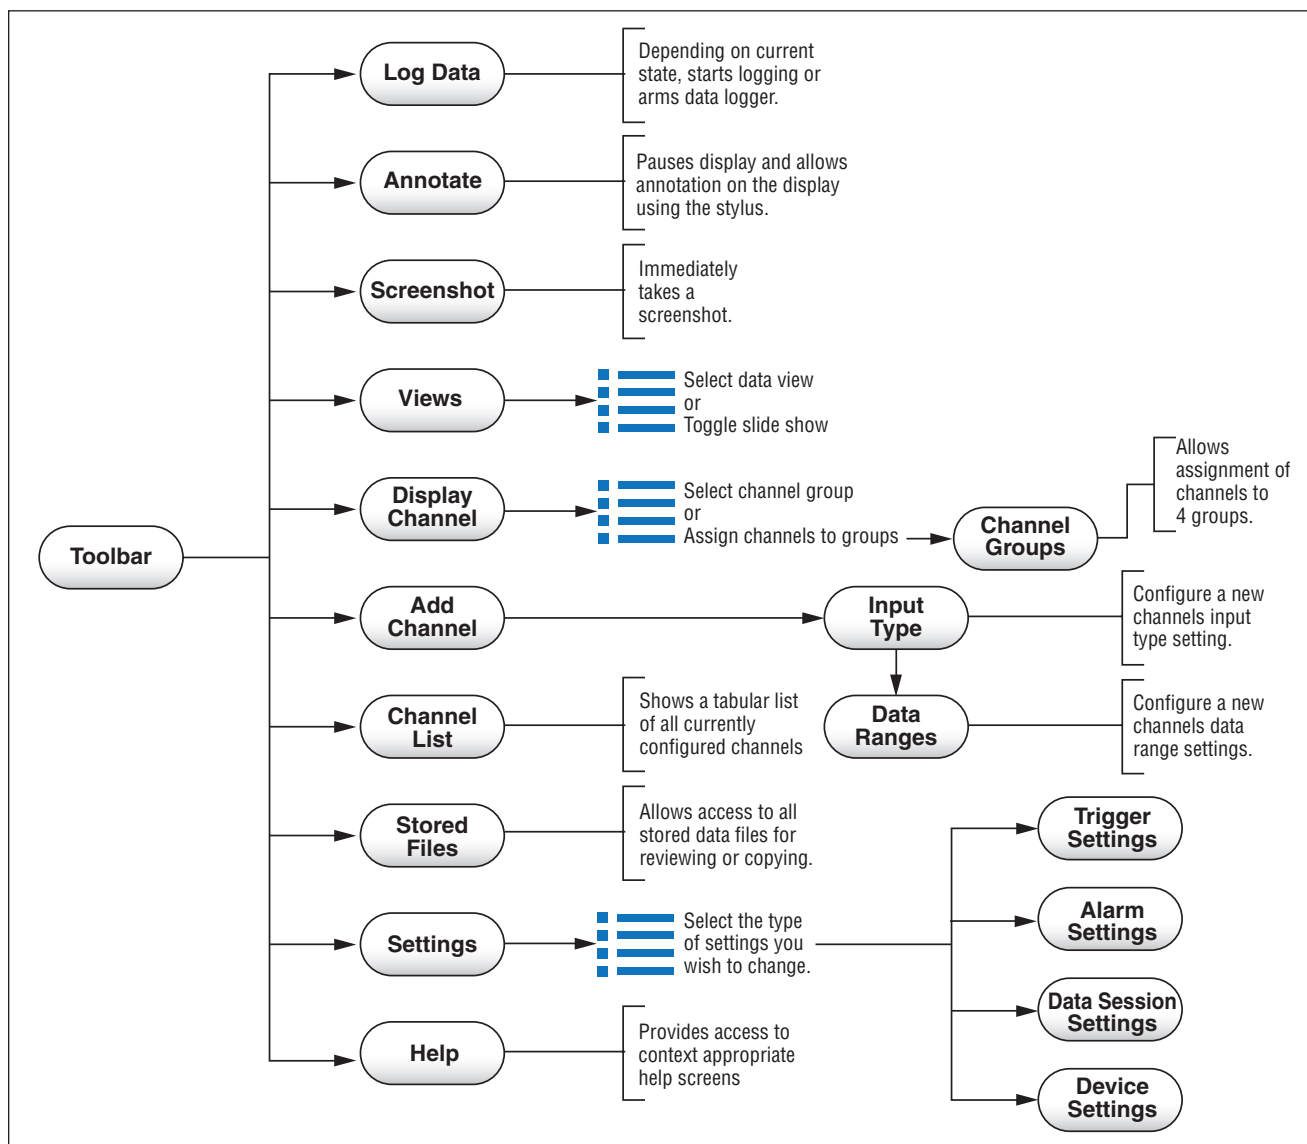 Toolbar
Log Data
Depending on current
state, starts logging or
arms data logger.
Annotate
Pauses display and allows
annotation on the display
using the stylus.
Screenshot
Immediately
takes a
screenshot.
Views
Select data view
or
Toggle slide show
Display
Channel
Select channel group
or
Assign channels to groups
Channel
Groups
Allows
assignment of
channels to
4 groups.
Add
Channel
Input
Type
Configure a new
channels input
type setting.
Data
Ranges
Configure a new
channels data
range settings.
Channel
List
Shows a tabular list
of all currently
configured channels
Stored
Files
Allows access to all
stored data files for
reviewing or copying.
Settings
Select the type
of settings you
wish to change.
Trigger
Settings
Alarm
Settings
Data Session
Settings
Device
Settings
Help
Provides access to
context appropriate
help screens